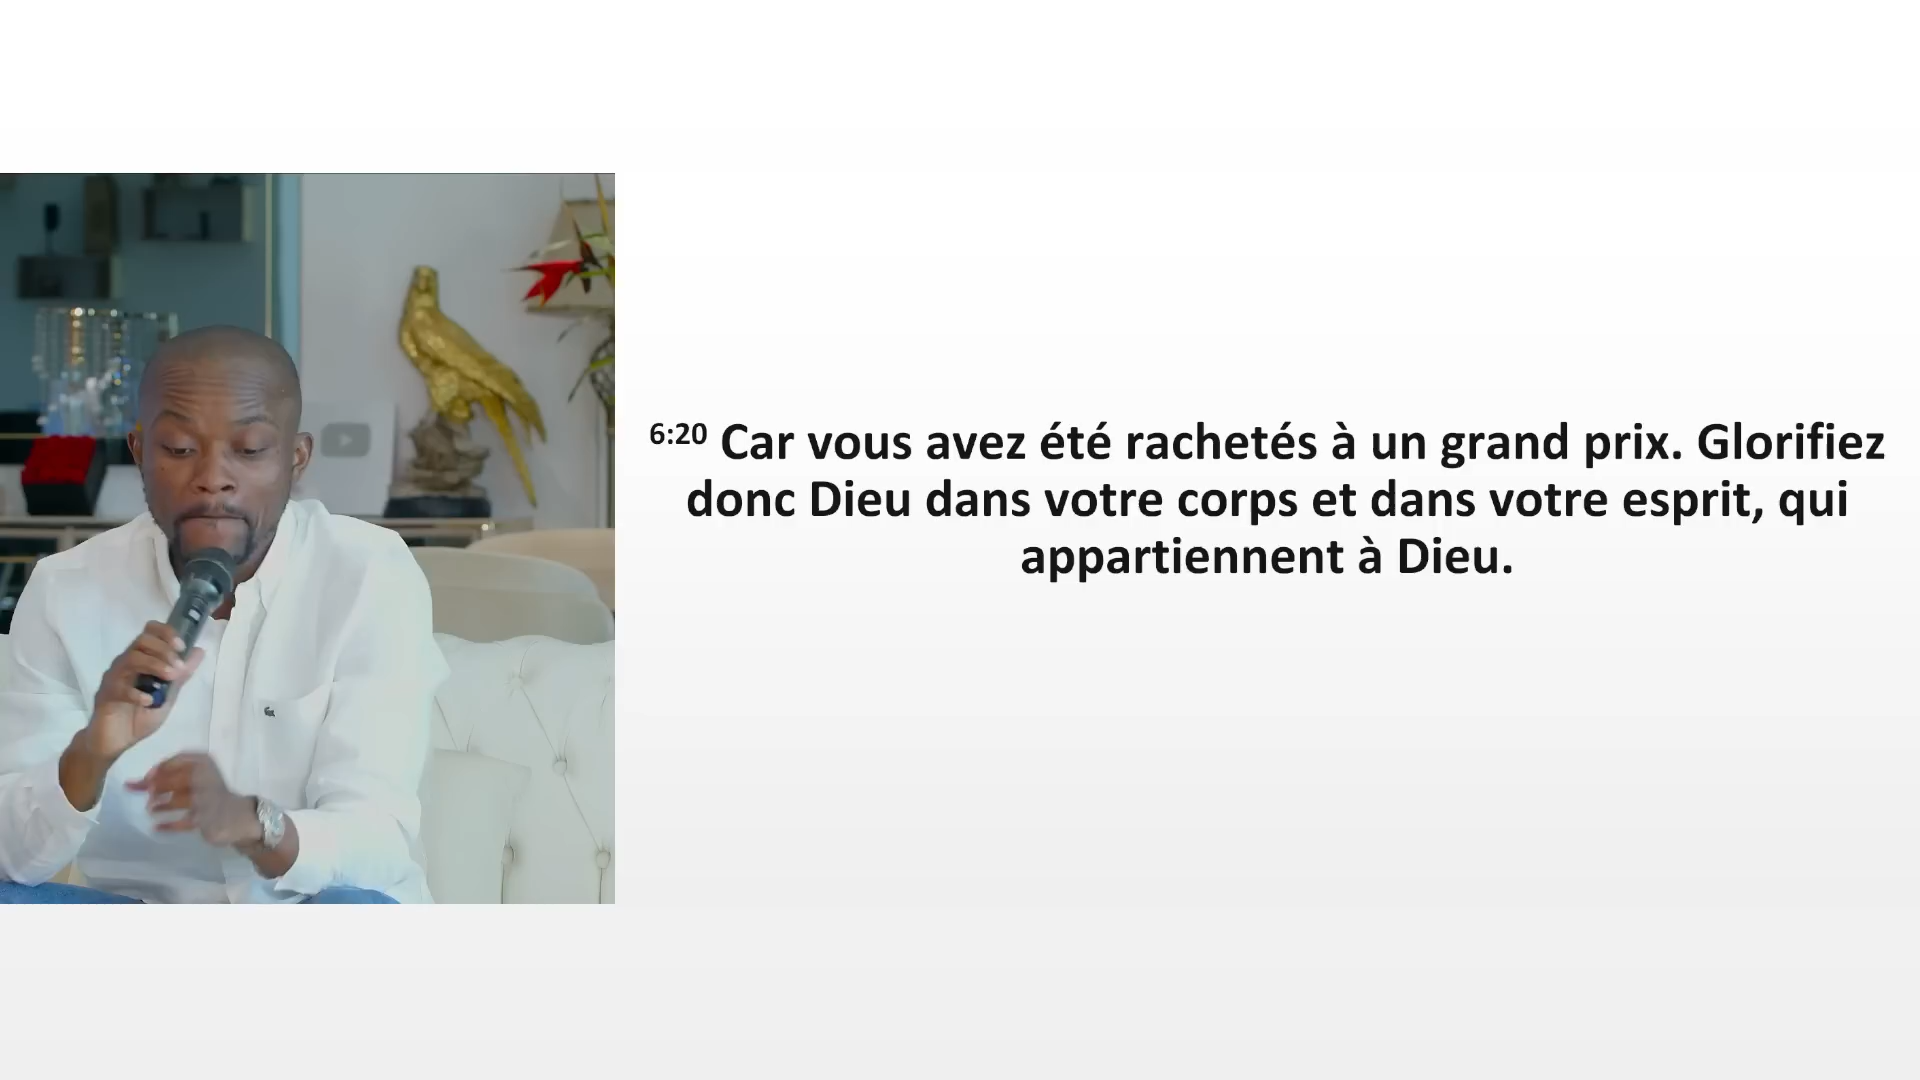 6:20 Car vous avez été rachetés à un grand prix. Glorifiez
donc Dieu dans votre corps et dans votre esprit, qui
appartiennent à Dieu.